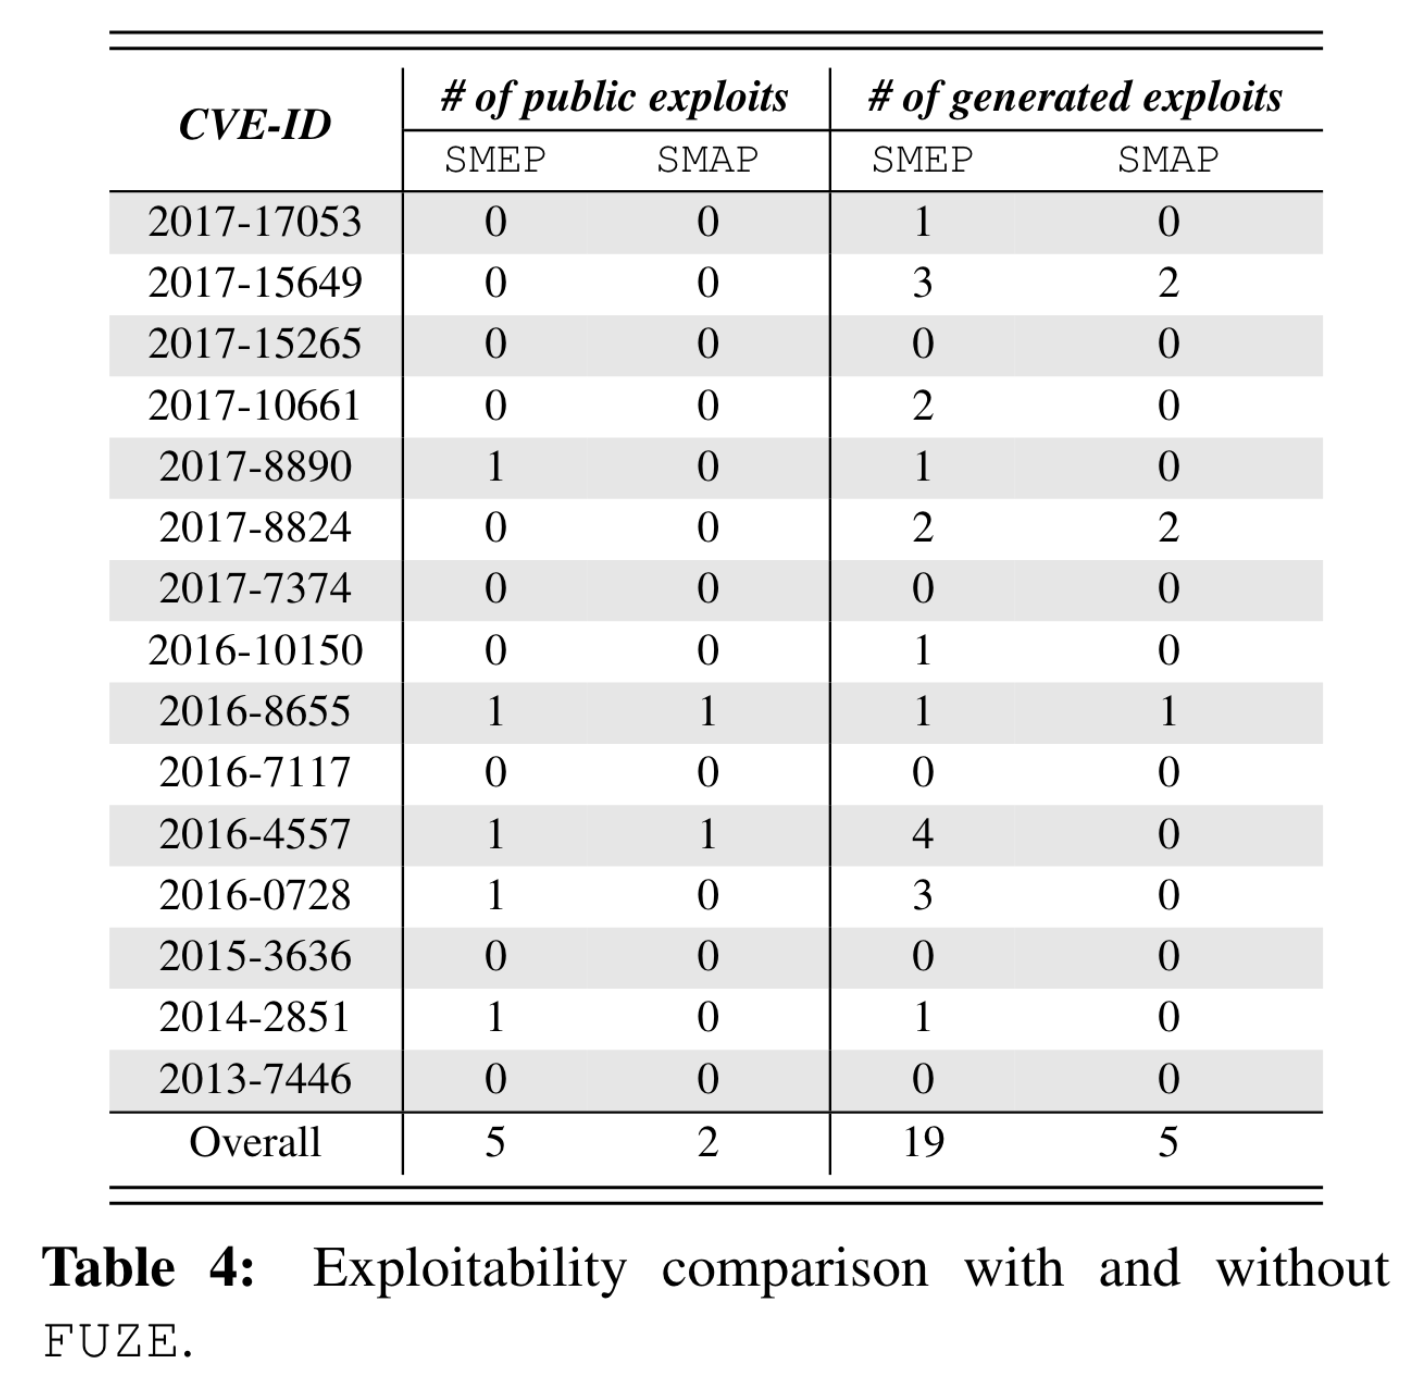 CVE-ID # of public exploits # of generated exploits
SMEP SMAP SMEP SMAP
2017-17053 0 0 1 0
2017-15649 0 0 3 2
2017-15265 0 0 0 0
2017-10661 0 0 2 0
2017-8890 1 0 1 0
2017-8824 0 0 2 2
2017-7374 0 0 0 0
2016-10150 0 0 1 0
2016-8655 1 1 1 1
2016-7117 0 0 0 0
2016-4557 1 1 4 0
2016-0728 1 0 3 0
2015-3636 0 0 0 0
2014-2851 1 0 1 0
2013-7446 0 0 0 0
Overall 5 2 19 5
Table 4: Exploitability comparison with and without
FUZE.